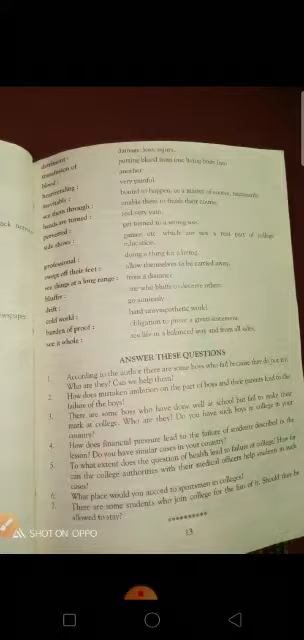 ack
wspaper
detriment : damage, loss, injury.
transfusion of putting blood from one living body into
blood : another
heartrending : very painful
inevitably : bound to happen, as a matter of course, necessarily
see them through : enable them to finish their course
heads are turned : feel very vain
perverted : get turned to a wrong use
side shows : games etc. which are not a real part of college
education.
professional : doing a thing for a living.
swept off their feet : allow themselves to be carried away.
see things at a long range : from a distance
bluffer : one who bluffs to deceive others.
drift : go aimlessly
cold world : hard unsympathetic world.
burden of proof : obligation to prove a given statement.
see it whole : see life in a balanced way and from all sides.
ANSWER THESE QUESTIONS
1. According to the author there are some boys who fail because they do not try.
Who are they? Can we help them?
2. How does mistaken ambition on the part of boys and their parents lead to the
failure of the boys?
3. There are some boys who have done well at school but fail to make their
mark at college. Who are they? Do you have such boys in college in your
country?
4. How does financial pressure lead to the failure of students described in the
lesson? Do you have similar cases in your country?
5. To what extent does the question of health lead to failure of college? How far
can the college authorities with their medical officers help students in such
cases?
6. What place would you accord to sportsmen in colleges?
7. There are some students who join college for the fun of it. Should they be
allowed to stay?
**********
13
SHOT ON OPPO